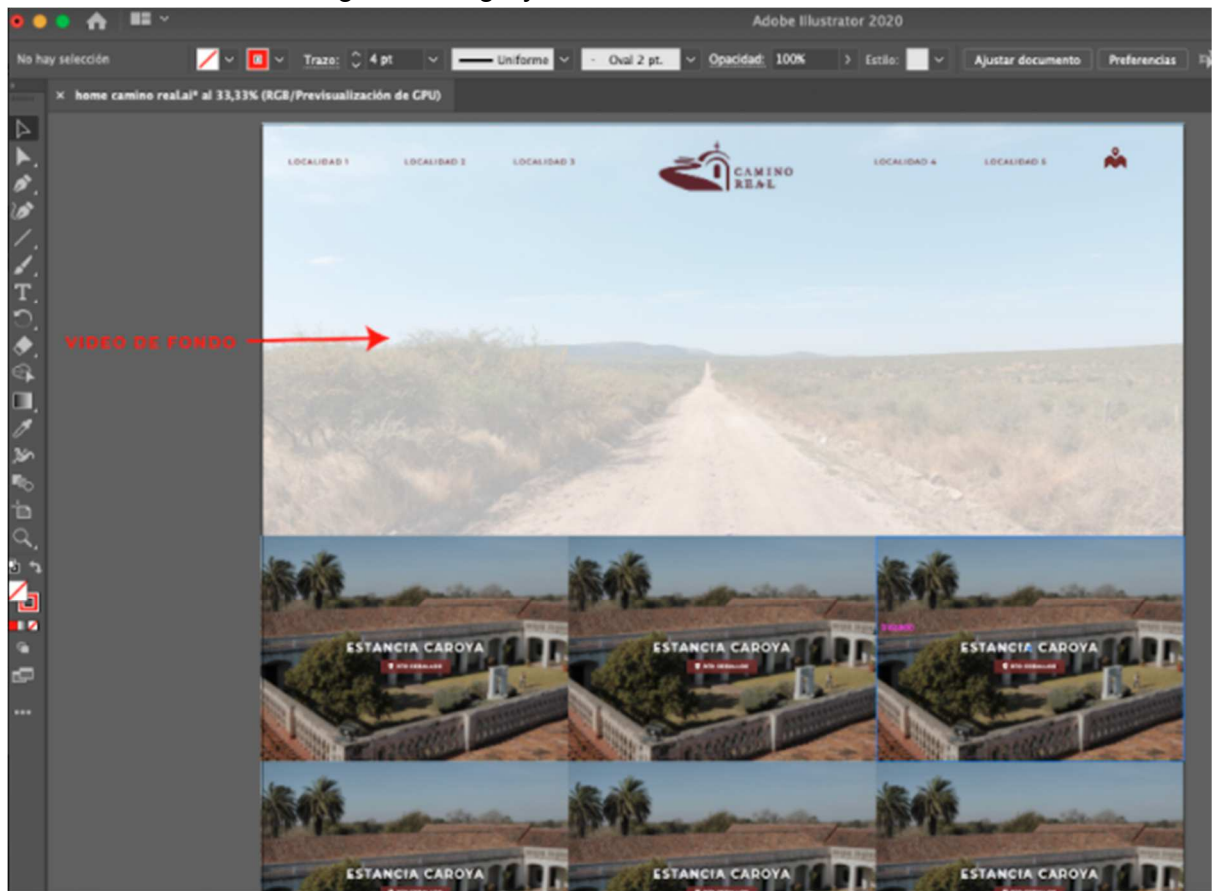 Adobe Illustrator 2020
No hay selección
Trazo: 4 pt
Uniforme
Oval 2 pt.
Opacidad: 100%
Estilo:
Ajustar documento
Preferencias
× home camino real.ai* al 33,33% (RGB/Previsualización de GPU)
LOCALIDAD 1
LOCALIDAD 2
LOCALIDAD 3
CAMINO
REAL
LOCALIDAD 4
LOCALIDAD 5
VIDEO DE FONDO
ESTANCIA CAROYA
ESTANCIA CAROYA
ESTANCIA CAROYA
ESTANCIA CAROYA
ESTANCIA CAROYA
ESTANCIA CAROYA